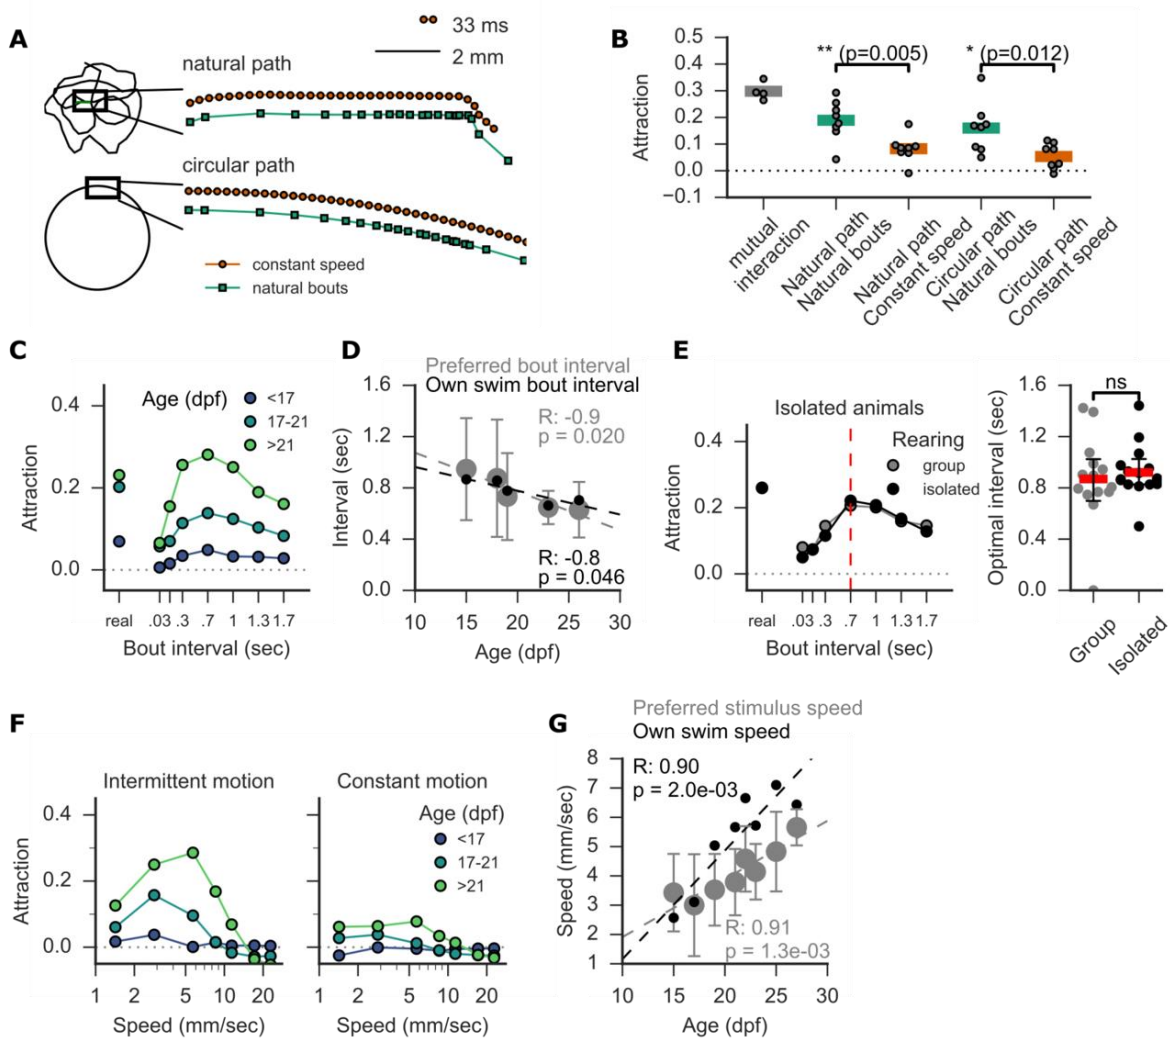 A
33 ms
2 mm
natural path
circular path
constant speed
natural bouts
B
0.5
0.4
0.3
0.2
0.1
0.0
−0.1
Attraction
** (p=0.005)
* (p=0.012)
mutual
interaction
Natural path
Natural bouts
Natural path
Constant speed
Circular path
Natural bouts
Circular path
Constant speed
C
Age (dpf)
<17
17-21
>21
0.4
0.2
0.0
Attraction
real
.03
.3
.7
1
1.3
1.7
Bout interval (sec)
D
Preferred bout interval
Own swim bout interval
1.6
1.2
0.8
0.4
0.0
Interval (sec)
R: -0.9
p = 0.020
R: -0.8
p = 0.046
10
15
20
25
30
Age (dpf)
E
Isolated animals
Rearing
group
isolated
0.4
0.2
0.0
Attraction
real
.03
.3
.7
1
1.3
1.7
Bout interval (sec)
1.6
1.2
0.8
0.4
0.0
Optimal interval (sec)
ns
Group
Isolated
F
Intermittent motion
Constant motion
Age (dpf)
<17
17-21
>21
0.4
0.2
0.0
Attraction
1
2
5
10
20
Speed (mm/sec)
1
2
5
10
20
Speed (mm/sec)
G
Preferred stimulus speed
Own swim speed
8
7
6
5
4
3
2
1
Speed (mm/sec)
R: 0.90
p = 2.0e-03
R: 0.91
p = 1.3e-03
10
15
20
25
30
Age (dpf)